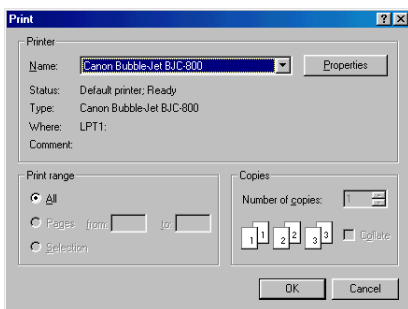 Print
Printer
Name: Canon Bubble-Jet BJC-800 Properties
Status: Default printer; Ready
Type: Canon Bubble-Jet BJC-800
Where: LPT1:
Comment:
Print range
All
Pages from: to:
Selection
Copies
Number of copies: 1
1 1 2 2 3 3 Collate
OK Cancel